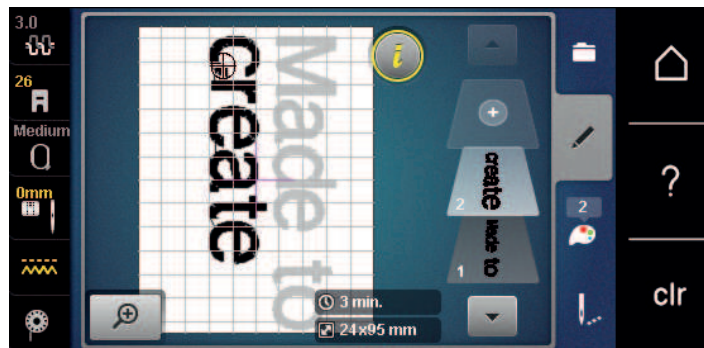 3.0
26
Medium
0mm
create
Made to
i
3 min.
24x95 mm
create
2
Made to
1
2
?
clr